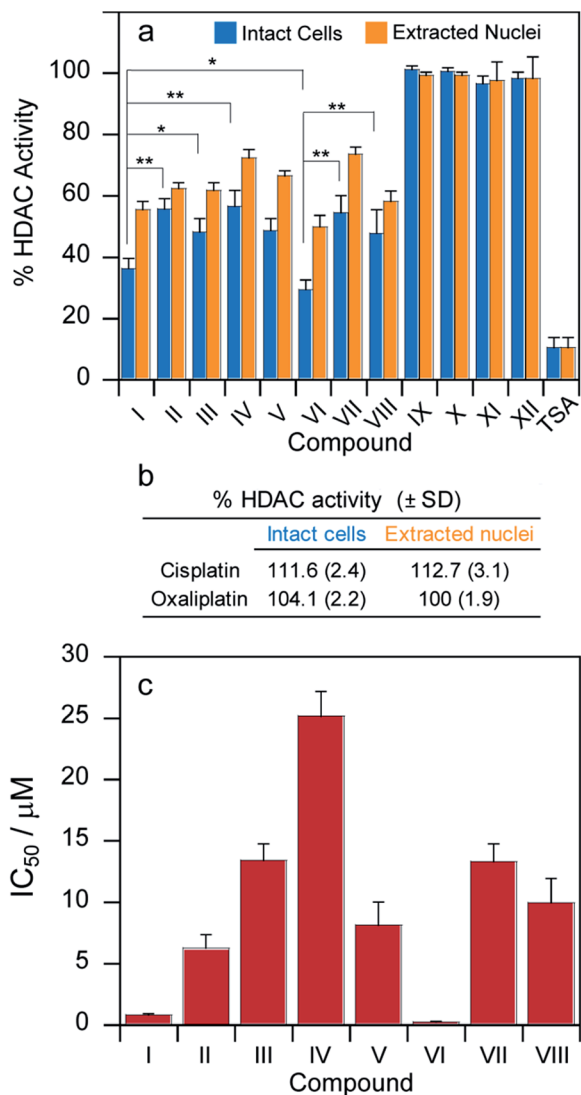 a
Intact Cells Extracted Nuclei
100
80
60
40
20
0
% HDAC Activity
*
**
*
**
**
**
I II III IV V VI VII VIII IX X XI XII TSA
Compound
b
% HDAC activity (± SD)
Intact cells Extracted nuclei
Cisplatin 111.6 (2.4) 112.7 (3.1)
Oxaliplatin 104.1 (2.2) 100 (1.9)
c
30
25
15
10
5
0
IC₅₀ / μM
I II III IV V VI VII VIII
Compound